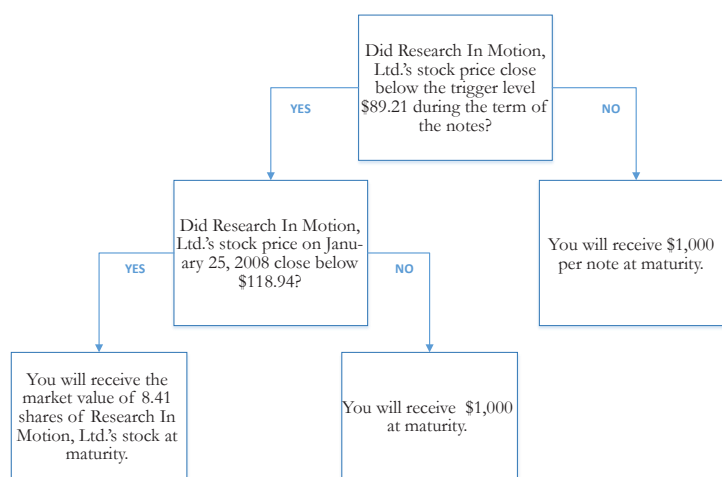 Did Research In Motion,
Ltd.'s stock price close
below the trigger level
$89.21 during the term of
the notes?
YES
NO
Did Research In Motion,
Ltd.'s stock price on Janu-
ary 25, 2008 close below
$118.94?
You will receive $1,000
per note at maturity.
YES
NO
You will receive the
market value of 8.41
shares of Research In
Motion, Ltd.'s stock at
maturity.
You will receive $1,000
at maturity.